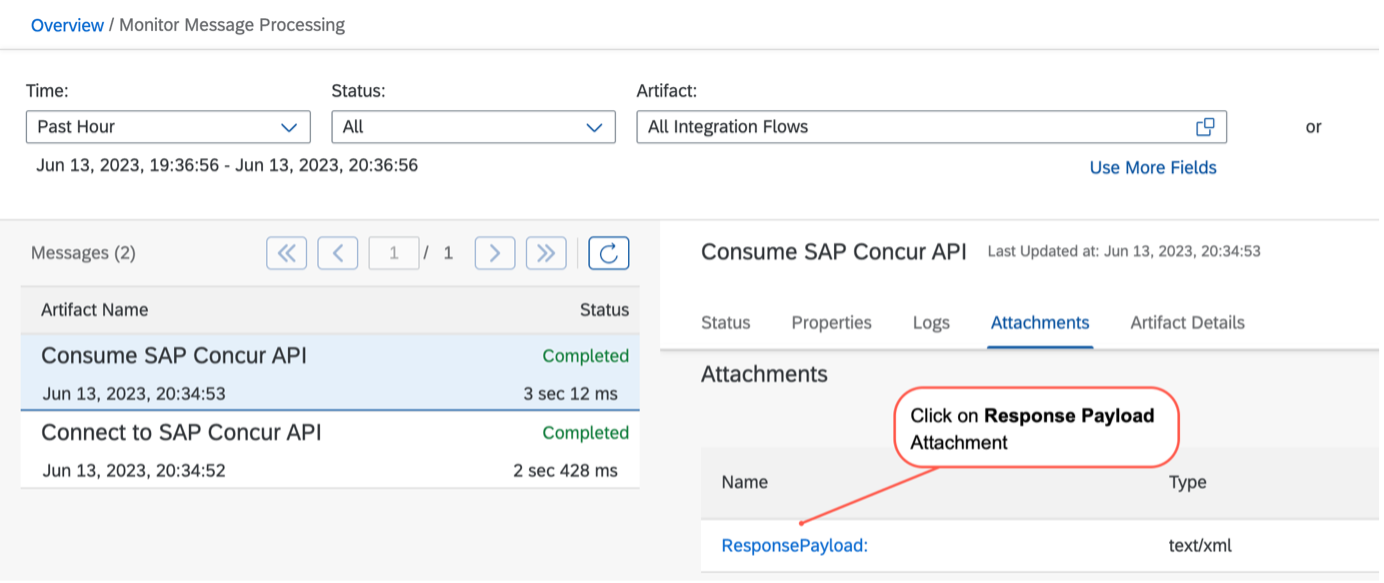 Overview / Monitor Message Processing
Time:
Status:
Artifact:
Past Hour
All
All Integration Flows
or
Jun 13, 2023, 19:36:56 - Jun 13, 2023, 20:36:56
Use More Fields
Messages (2)
1 / 1
Artifact Name
Status
Consume SAP Concur API
Completed
Jun 13, 2023, 20:34:53
3 sec 12 ms
Connect to SAP Concur API
Completed
Jun 13, 2023, 20:34:52
2 sec 428 ms
Consume SAP Concur API
Last Updated at: Jun 13, 2023, 20:34:53
Status
Properties
Logs
Attachments
Artifact Details
Attachments
Click on Response Payload
Attachment
Name
Type
ResponsePayload:
text/xml